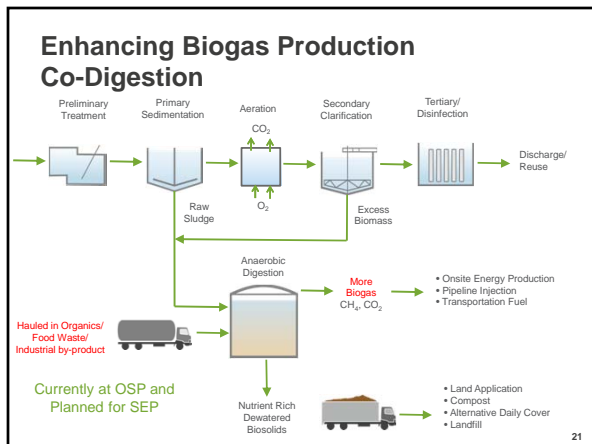 Enhancing Biogas Production
Co-Digestion
Preliminary
Treatment
Primary
Sedimentation
Aeration
Secondary
Clarification
Tertiary/
Disinfection
CO₂
Discharge/
Reuse
O₂
Raw
Sludge
Excess
Biomass
Anaerobic
Digestion
More
Biogas
CH₄, CO₂
• Onsite Energy Production
• Pipeline Injection
• Transportation Fuel
Hauled in Organics/
Food Waste/
Industrial by-product
Currently at OSP and
Planned for SEP
Nutrient Rich
Dewatered
Biosolids
• Land Application
• Compost
• Alternative Daily Cover
• Landfill
21